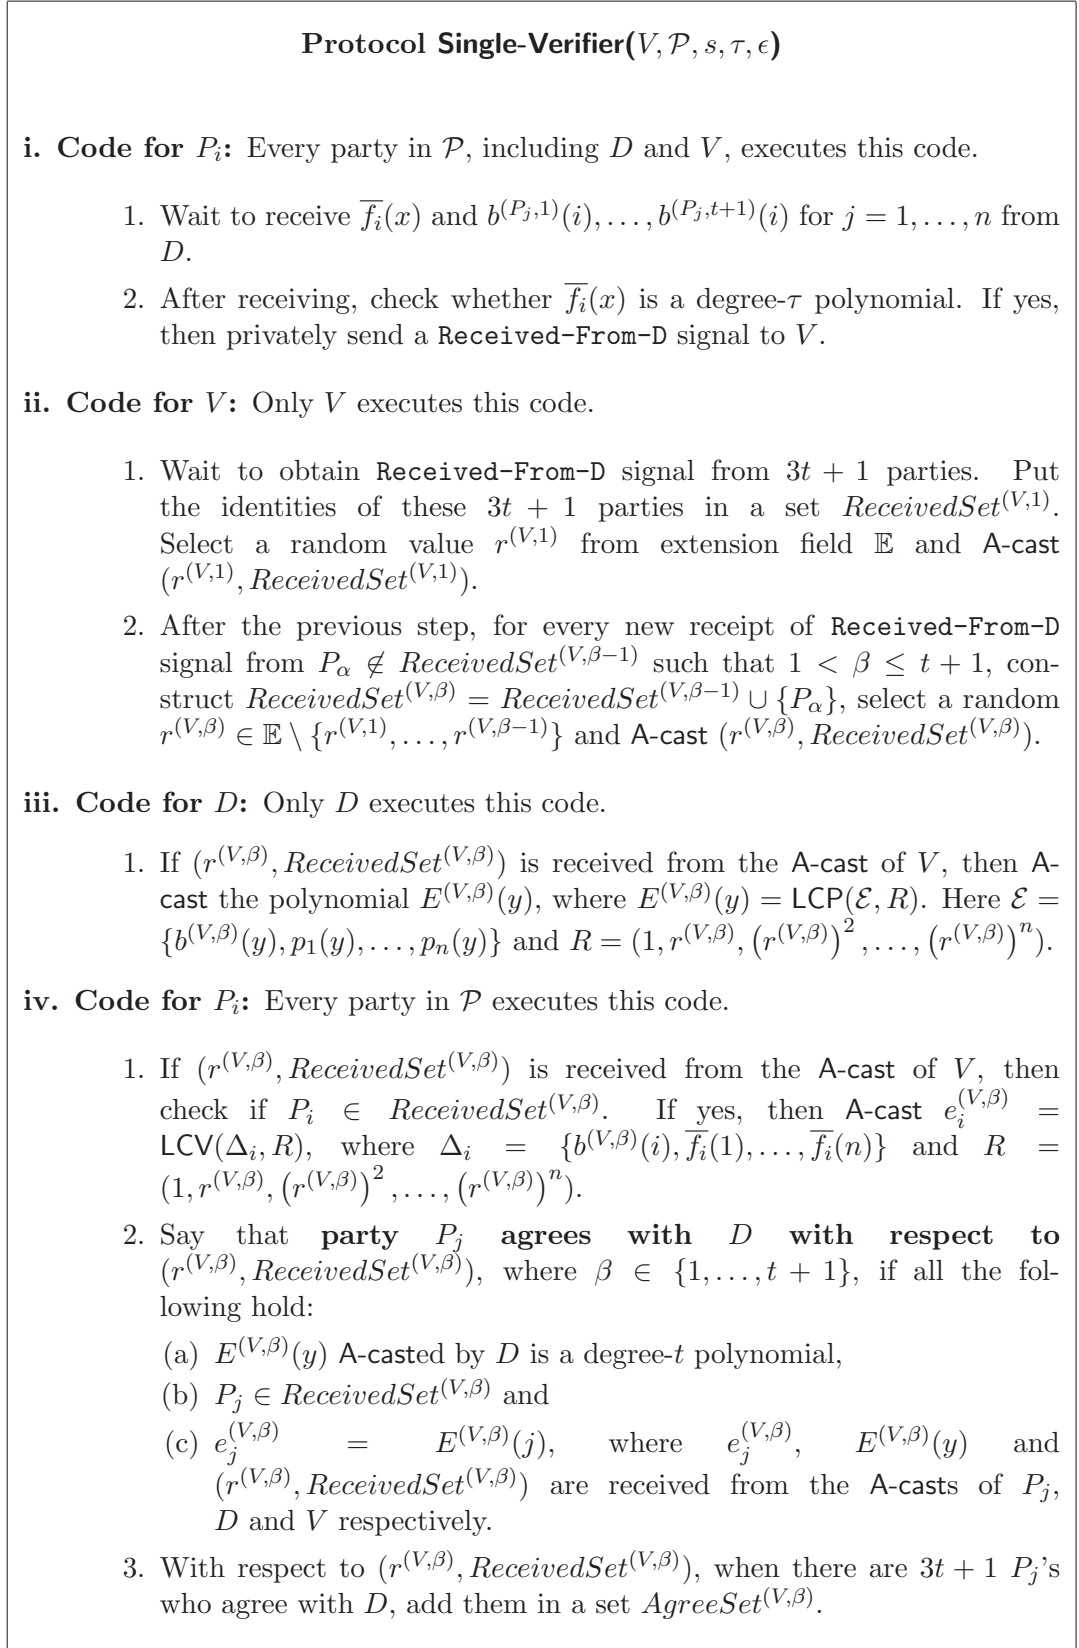 Protocol Single-Verifier(V, 𝒫, s, τ, ϵ)
i. Code for P_i: Every party in 𝒫, including D and V, executes this code.
1. Wait to receive \overline{f_i}(x) and b^{(P_j,1)}(i), . . . , b^{(P_j,t+1)}(i) for j = 1, . . . , n from
D.
2. After receiving, check whether \overline{f_i}(x) is a degree-τ polynomial. If yes,
then privately send a Received-From-D signal to V.
ii. Code for V: Only V executes this code.
1. Wait to obtain Received-From-D signal from 3t + 1 parties. Put
the identities of these 3t + 1 parties in a set ReceivedSet^{(V,1)}.
Select a random value r^{(V,1)} from extension field 𝔼 and A-cast
(r^{(V,1)}, ReceivedSet^{(V,1)}).
2. After the previous step, for every new receipt of Received-From-D
signal from P_α ∉ ReceivedSet^{(V,β−1)} such that 1 < β ≤ t + 1, con-
struct ReceivedSet^{(V,β)} = ReceivedSet^{(V,β−1)} ∪ {P_α}, select a random
r^{(V,β)} ∈ 𝔼 \ {r^{(V,1)}, . . . , r^{(V,β−1)}} and A-cast (r^{(V,β)}, ReceivedSet^{(V,β)}).
iii. Code for D: Only D executes this code.
1. If (r^{(V,β)}, ReceivedSet^{(V,β)}) is received from the A-cast of V, then A-
cast the polynomial E^{(V,β)}(y), where E^{(V,β)}(y) = LCP(ℰ, R). Here ℰ =
{b^{(V,β)}(y), p_1(y), . . . , p_n(y)} and R = (1, r^{(V,β)}, (r^{(V,β)})^2, . . . , (r^{(V,β)})^n).
iv. Code for P_i: Every party in 𝒫 executes this code.
1. If (r^{(V,β)}, ReceivedSet^{(V,β)}) is received from the A-cast of V, then
check if P_i ∈ ReceivedSet^{(V,β)}. If yes, then A-cast e_i^{(V,β)} =
LCV(Δ_i, R), where Δ_i = {b^{(V,β)}(i), \overline{f_i}(1), . . . , \overline{f_i}(n)} and R =
(1, r^{(V,β)}, (r^{(V,β)})^2, . . . , (r^{(V,β)})^n).
2. Say that party P_j agrees with D with respect to
(r^{(V,β)}, ReceivedSet^{(V,β)}), where β ∈ {1, . . . , t + 1}, if all the fol-
lowing hold:
(a) E^{(V,β)}(y) A-casted by D is a degree-t polynomial,
(b) P_j ∈ ReceivedSet^{(V,β)} and
(c) e_j^{(V,β)} = E^{(V,β)}(j), where e_j^{(V,β)}, E^{(V,β)}(y) and
(r^{(V,β)}, ReceivedSet^{(V,β)}) are received from the A-casts of P_j,
D and V respectively.
3. With respect to (r^{(V,β)}, ReceivedSet^{(V,β)}), when there are 3t + 1 P_j's
who agree with D, add them in a set AgreeSet^{(V,β)}.